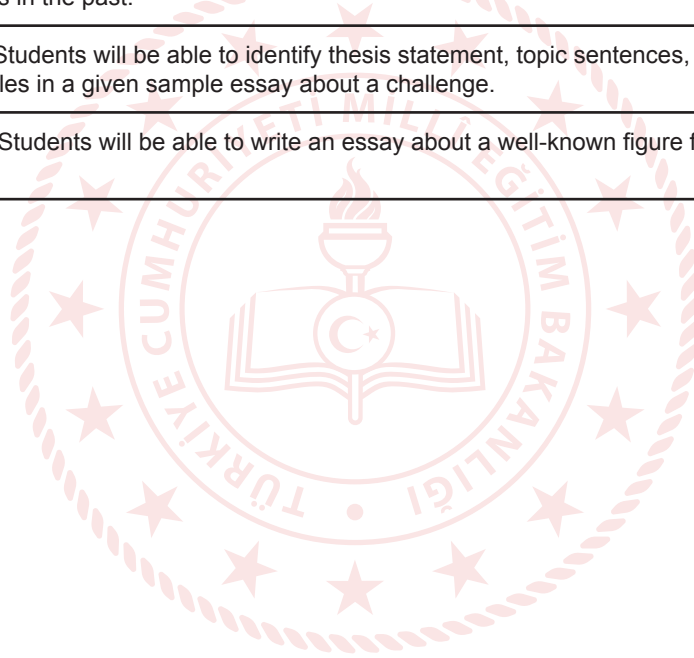 s in the past.
Students will be able to identify thesis statement, topic sentences,
les in a given sample essay about a challenge.
Students will be able to write an essay about a well-known figure f
TÜRKİYE CUMHURİYETİ MİLLÎ EĞİTİM BAKANLIĞI